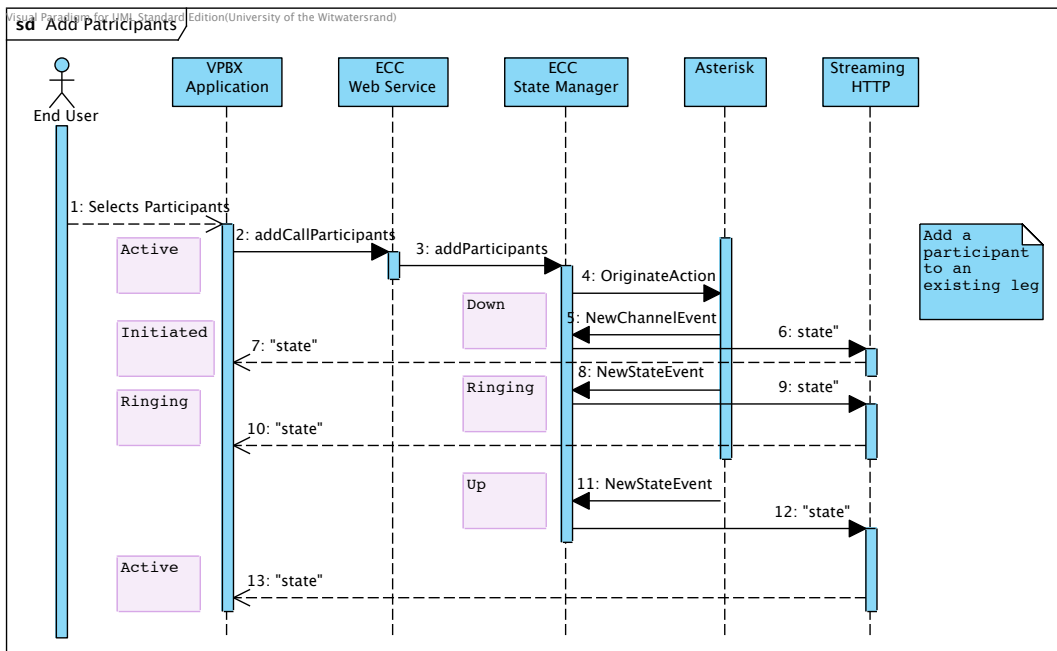 Visual Paradigm for UML Standard Edition(University of the Witwatersrand)
sd Add Patricipants
End User
VPBX
Application
ECC
Web Service
ECC
State Manager
Asterisk
Streaming
HTTP
1: Selects Participants
2: addCallParticipants
3: addParticipants
Active
Add a
participant
to an
existing leg
4: OriginateAction
Down
5: NewChannelEvent
Initiated
6: state"
7: "state"
8: NewStateEvent
Ringing
9: state"
Ringing
10: "state"
Up
11: NewStateEvent
12: "state"
Active
13: "state"